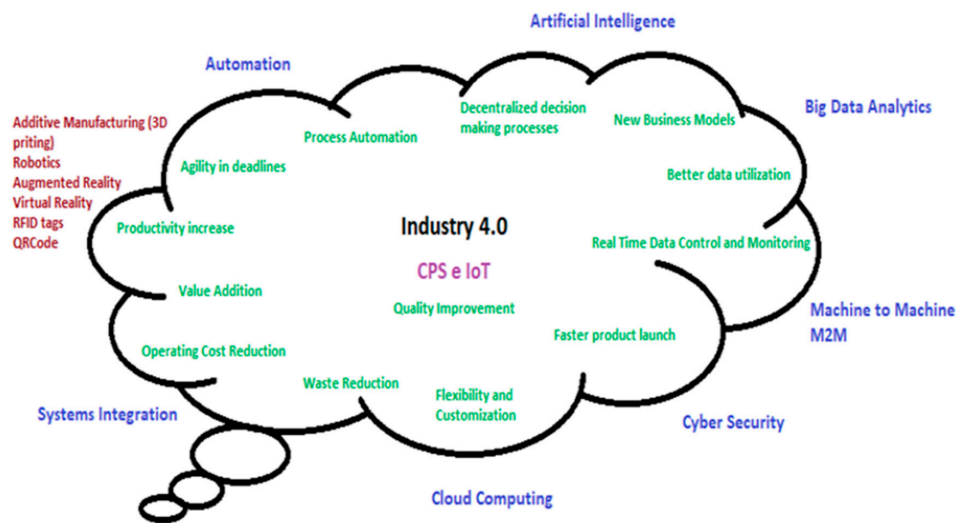 Artificial Intelligence
Automation
Big Data Analytics
Additive Manufacturing (3D
priting)
Robotics
Augmented Reality
Virtual Reality
RFID tags
QRCode
Decentralized decision
making processes
New Business Models
Process Automation
Agility in deadlines
Better data utilization
Productivity increase
Industry 4.0
Real Time Data Control and Monitoring
CPS e IoT
Value Addition
Quality Improvement
Machine to Machine
M2M
Faster product launch
Operating Cost Reduction
Waste Reduction
Flexibility and
Customization
Systems Integration
Cyber Security
Cloud Computing